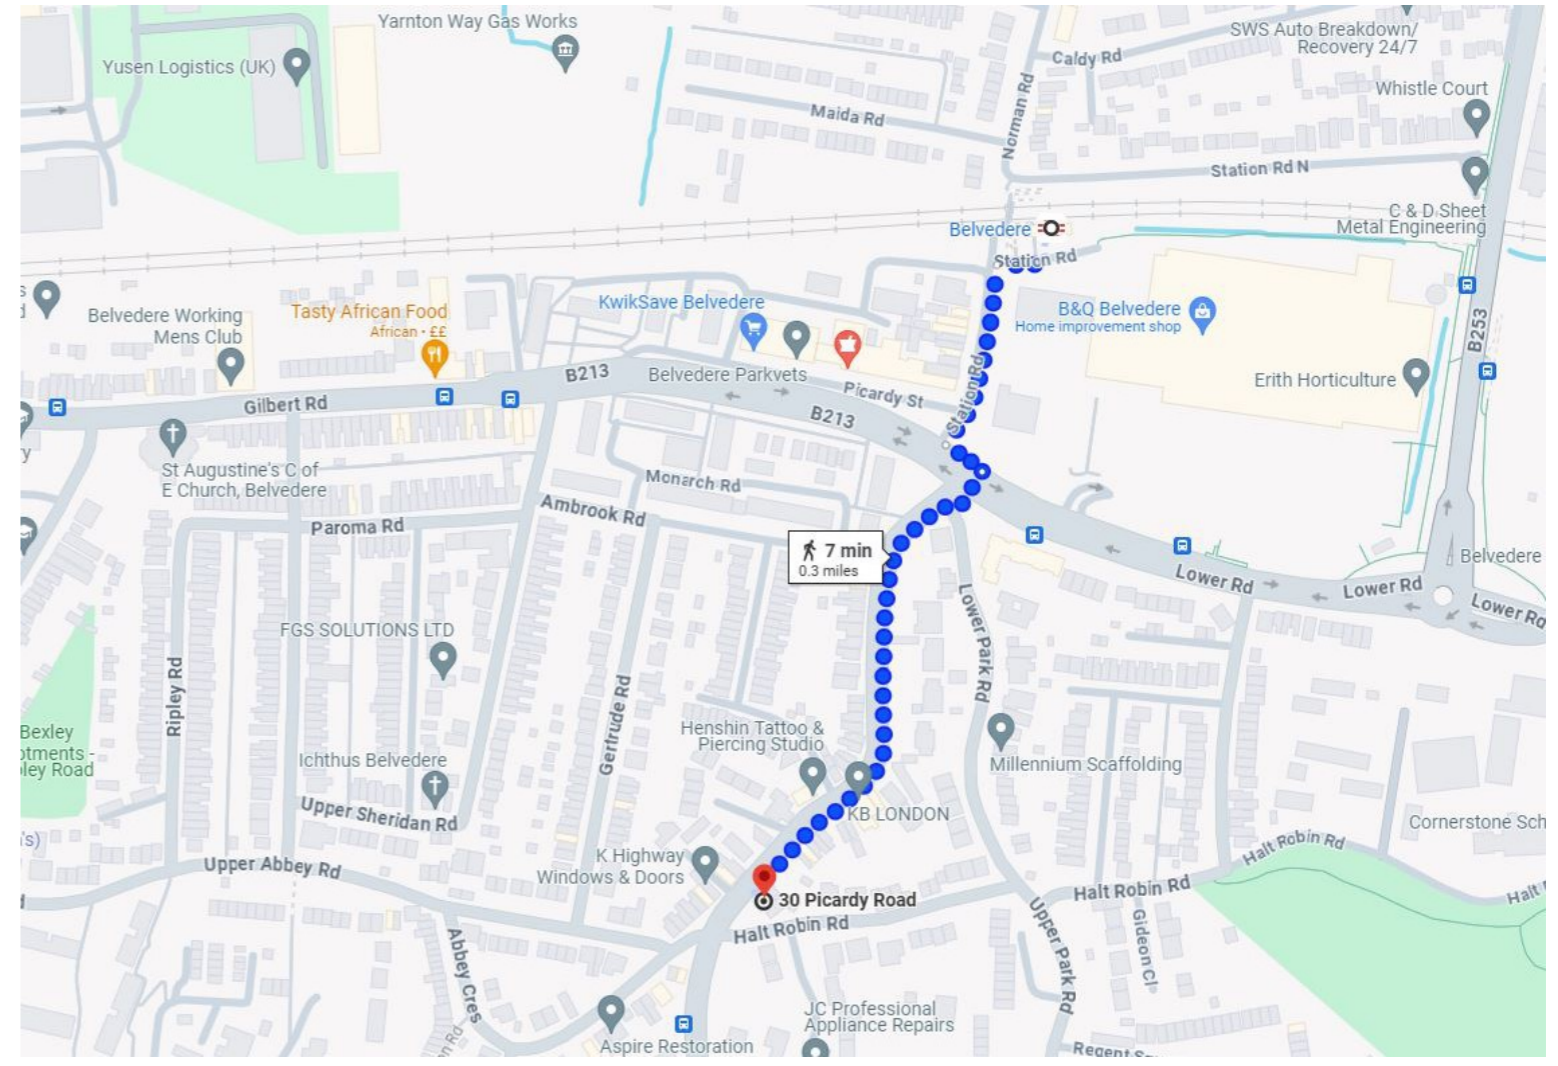 Yarnton Way Gas Works
SWS Auto Breakdown/
Recovery 24/7
Yusen Logistics (UK)
Caldy Rd
Whistle Court
Maida Rd
Norman Rd
Station Rd N
C & D Sheet
Metal Engineering
Belvedere
Station Rd
Belvedere Working
Mens Club
Tasty African Food
African • ££
KwikSave Belvedere
B&Q Belvedere
Home improvement shop
B253
B213
Belvedere Parkvets
Picardy St
Station Rd
Erith Horticulture
Gilbert Rd
B213
St Augustine's C of
E Church, Belvedere
Monarch Rd
Ambrook Rd
Paroma Rd
7 min
0.3 miles
Belvedere
Lower Rd
Lower Rd
Lower Rd
Lower Park Rd
FGS SOLUTIONS LTD
Ripley Rd
Gertrude Rd
Bexley
otments -
ley Road
Henshin Tattoo &
Piercing Studio
Ichthus Belvedere
Millennium Scaffolding
Upper Sheridan Rd
KB LONDON
Cornerstone Sch
's)
Halt Robin Rd
K Highway
Windows & Doors
Upper Abbey Rd
30 Picardy Road
Halt Robin Rd
Halt
Halt Robin Rd
Upper Park Rd
Gideon Cl
Abbey Cres
JC Professional
Appliance Repairs
Aspire Restoration